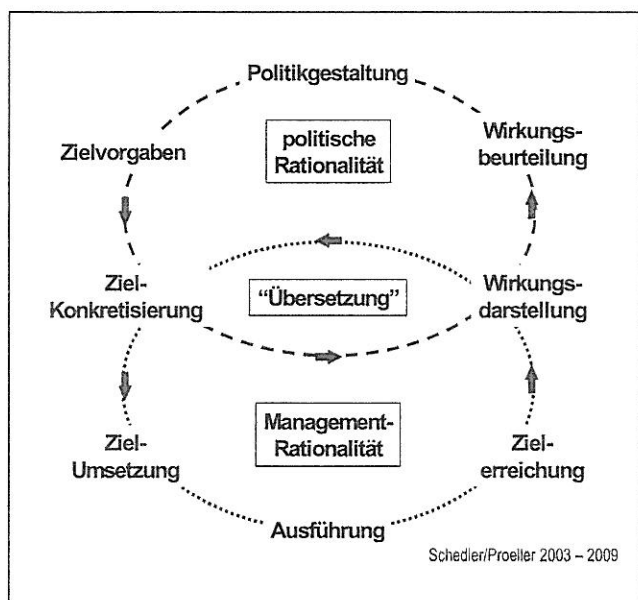 Politikgestaltung
Zielvorgaben
politische
Rationalität
Wirkungs-
beurteilung
Ziel-
Konkretisierung
“Übersetzung”
Wirkungs-
darstellung
Management-
Rationalität
Ziel-
Umsetzung
Ziel-
erreichung
Ausführung
Schedler/Proeller 2003 – 2009